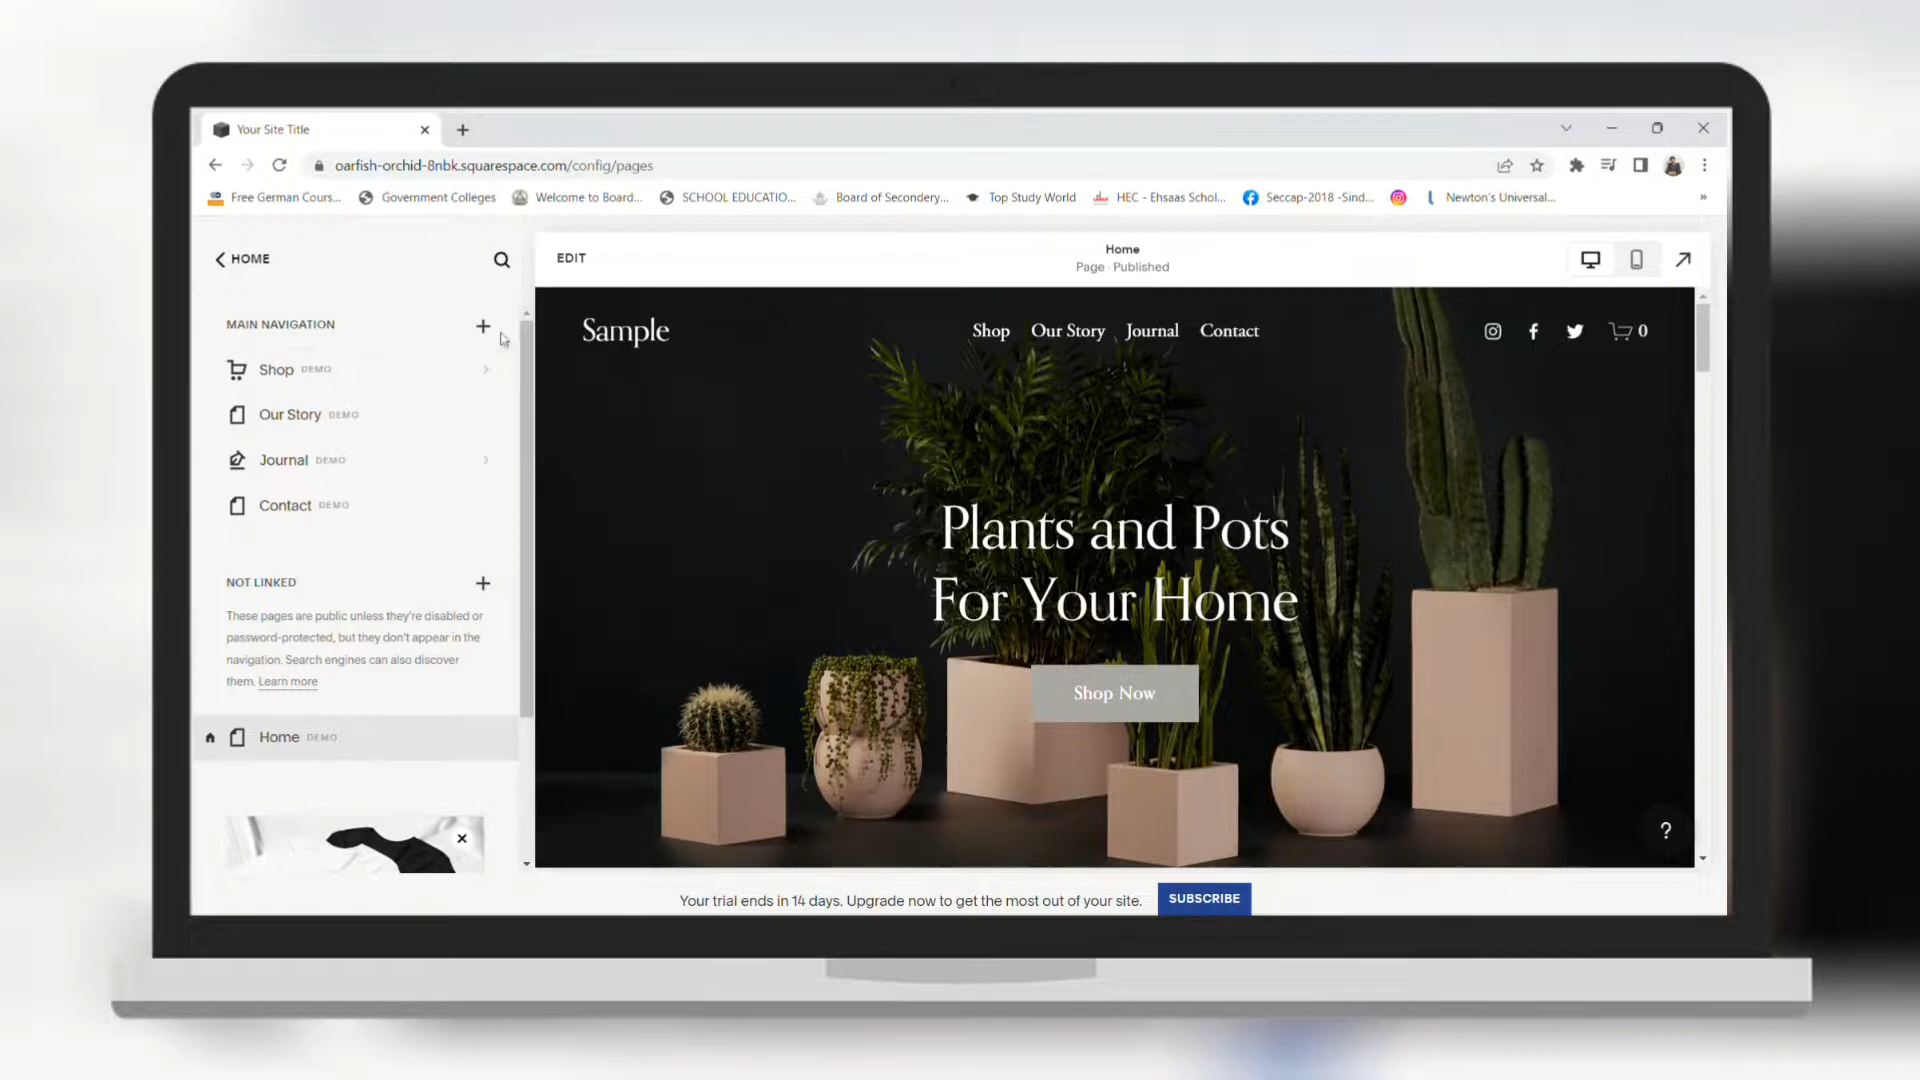 Your Site Title
oarfish-orchid-8nbk.squarespace.com/config/pages
Free German Cours... Government Colleges Welcome to Board... SCHOOL EDUCATIO... Board of Secondery... Top Study World HEC - Ehsaas Schol... Seccap-2018 -Sind... Newton's Universal... »
HOME
EDIT
Home
Page · Published
MAIN NAVIGATION
Shop DEMO
Our Story DEMO
Journal DEMO
Contact DEMO
NOT LINKED
These pages are public unless they're disabled or
password-protected, but they don't appear in the
navigation. Search engines can also discover
them. Learn more
Home DEMO
Sample
Shop Our Story Journal Contact
0
Plants and Pots
For Your Home
Shop Now
?
Your trial ends in 14 days. Upgrade now to get the most out of your site.
SUBSCRIBE